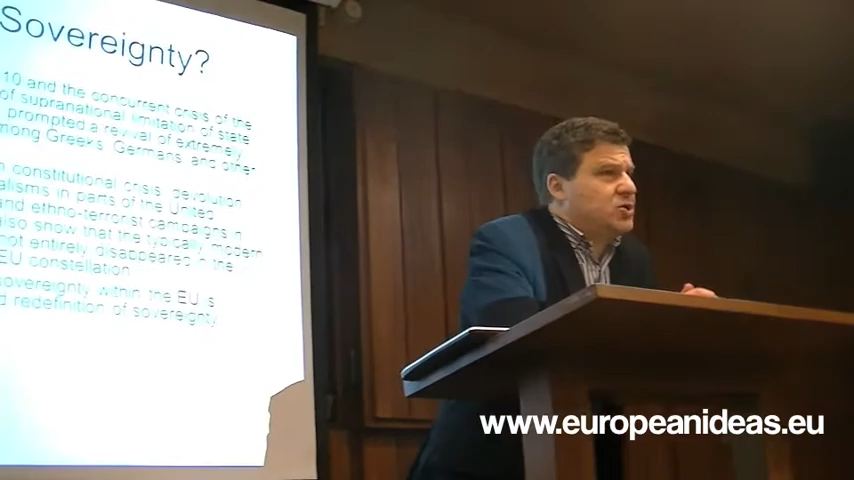 Sovereignty?
10 and the concurrent crisis of the
of supranational limitation of state
prompted a revival of extremely
among Greeks, Germans, and other
constitutional crisis, devolution
alisms in parts of the United
and ethno-terrorist campaigns in
also show that the typically modern
not entirely disappeared in the
EU constellation
sovereignty within the EU is
redefinition of sovereignty
www.europeanideas.eu